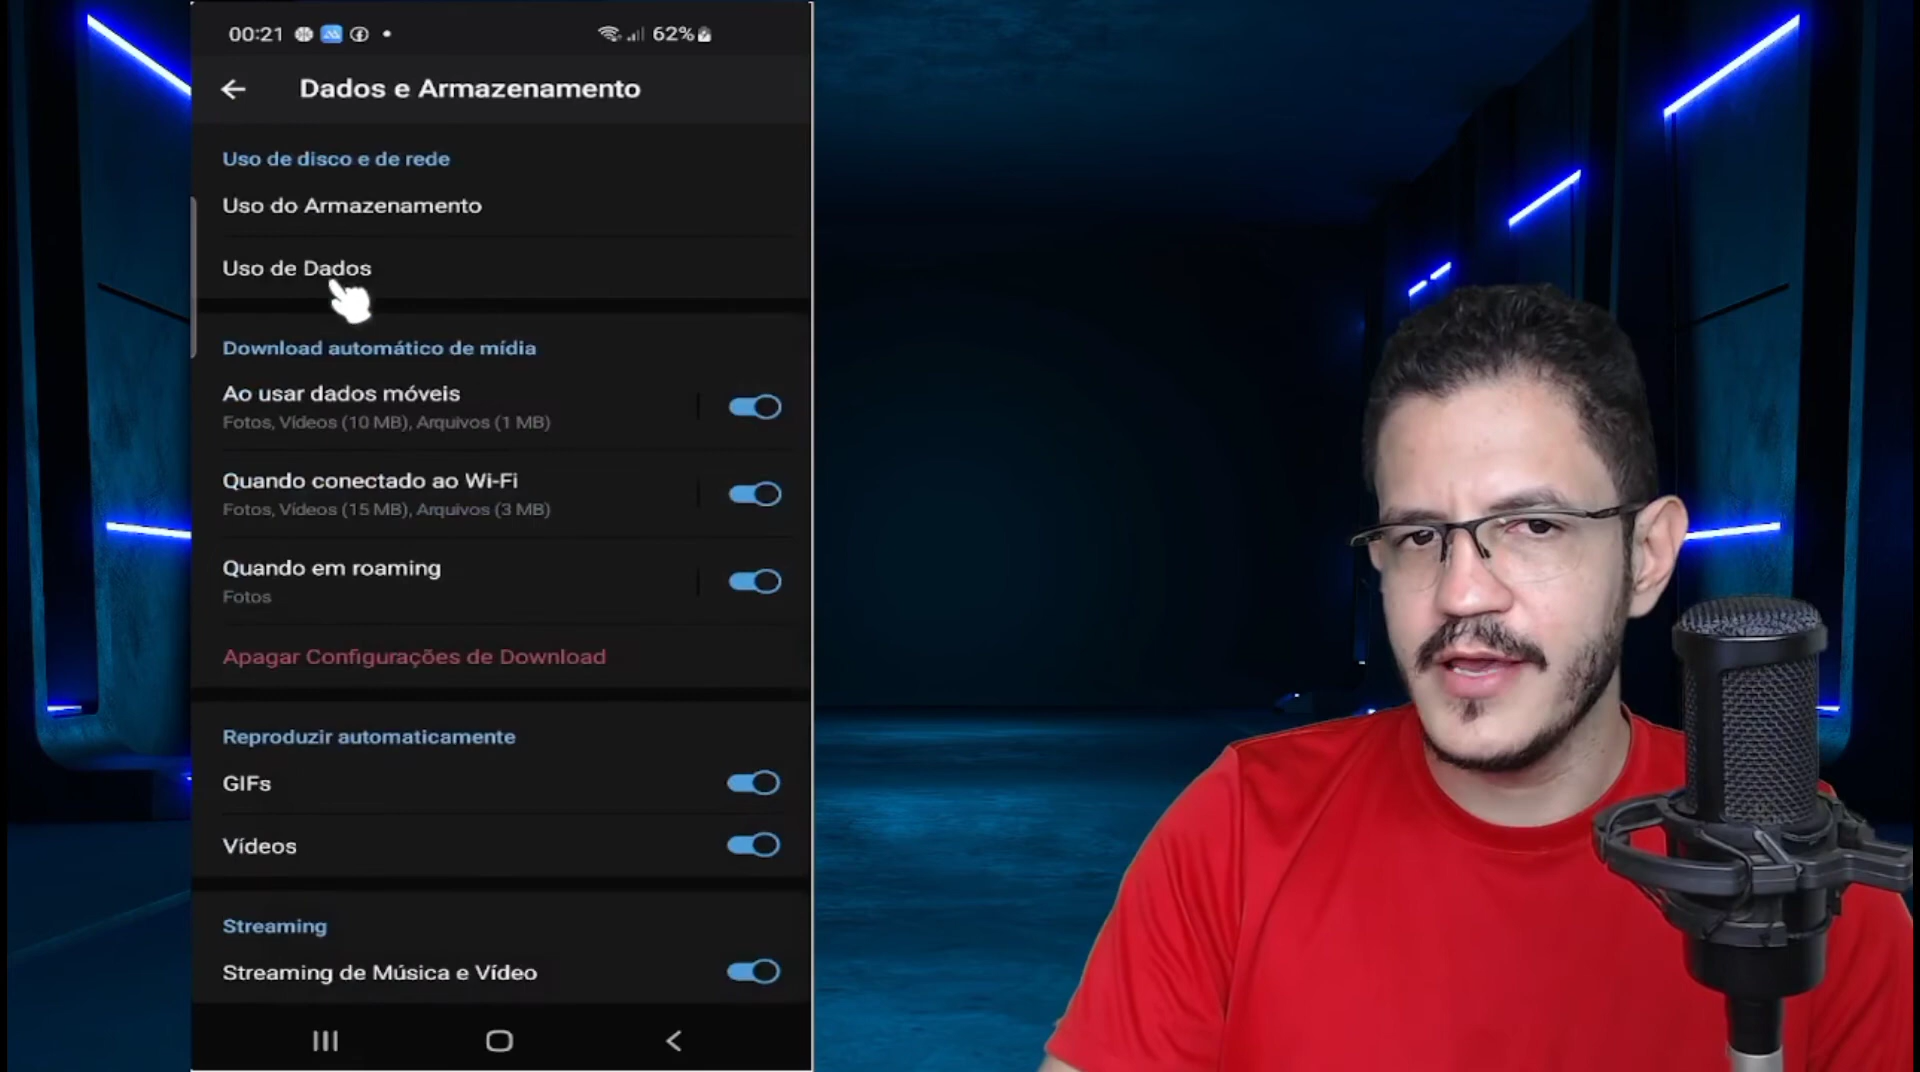 00:21
62%
Dados e Armazenamento
Uso de disco e de rede
Uso do Armazenamento
Uso de Dados
Download automático de mídia
Ao usar dados móveis
Fotos, Vídeos (10 MB), Arquivos (1 MB)
Quando conectado ao Wi-Fi
Fotos, Vídeos (15 MB), Arquivos (3 MB)
Quando em roaming
Fotos
Apagar Configurações de Download
Reproduzir automaticamente
GIFs
Vídeos
Streaming
Streaming de Música e Vídeo